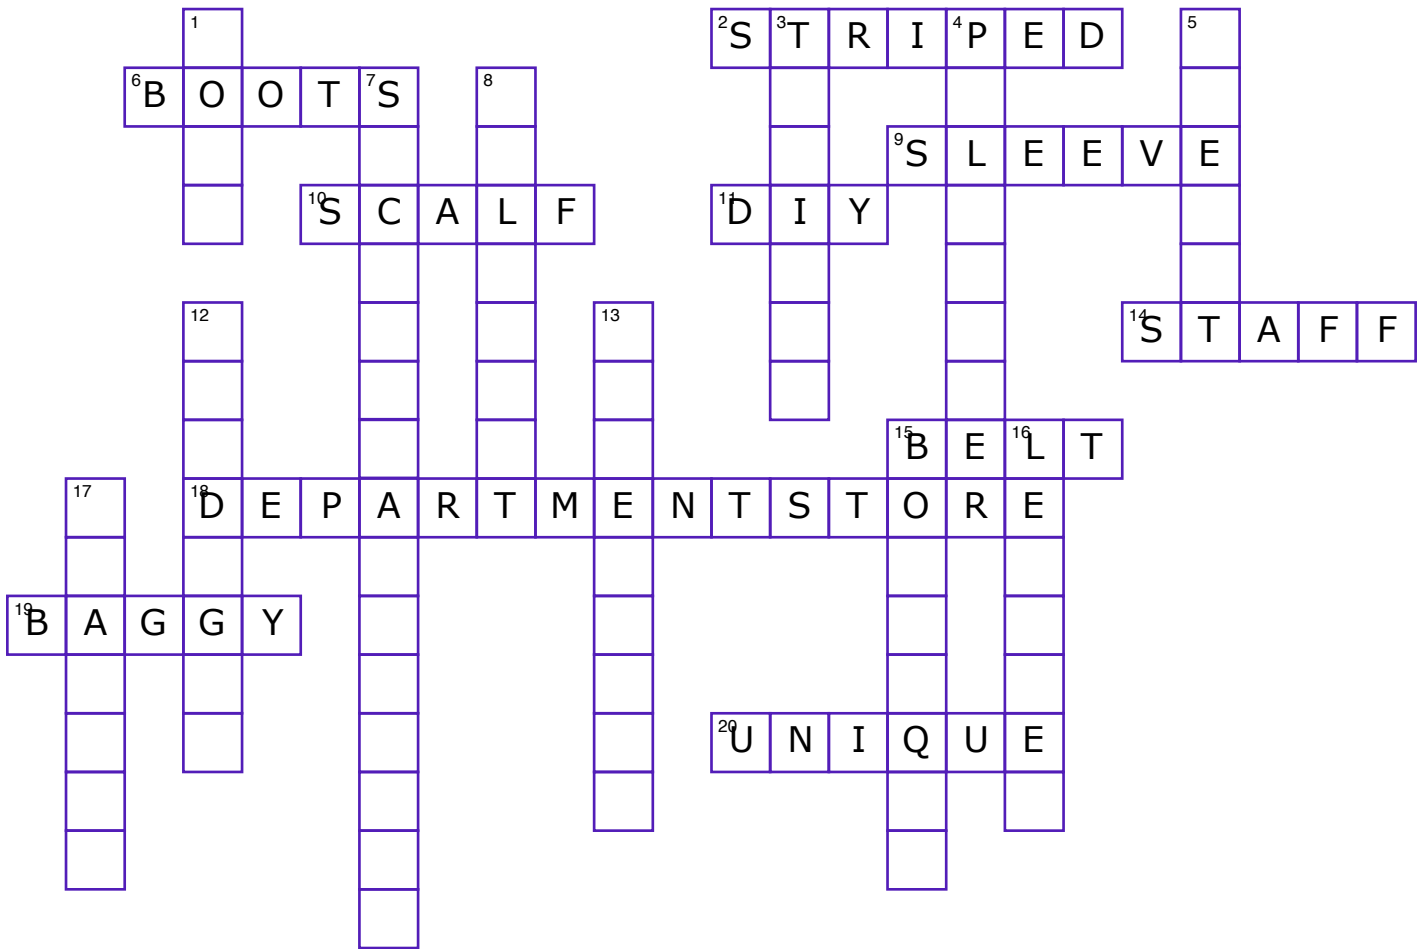 1 2 S 3 T R I 4 P E D 5
6 B O O T 7 S 8
9 S L E E V E
10 S C A L F 11 D I Y
12 13 14 S T A F F
15 B E 16 L T
17 18 D E P A R T M E N T S T O R E
19 B A G G Y
20 U N I Q U E